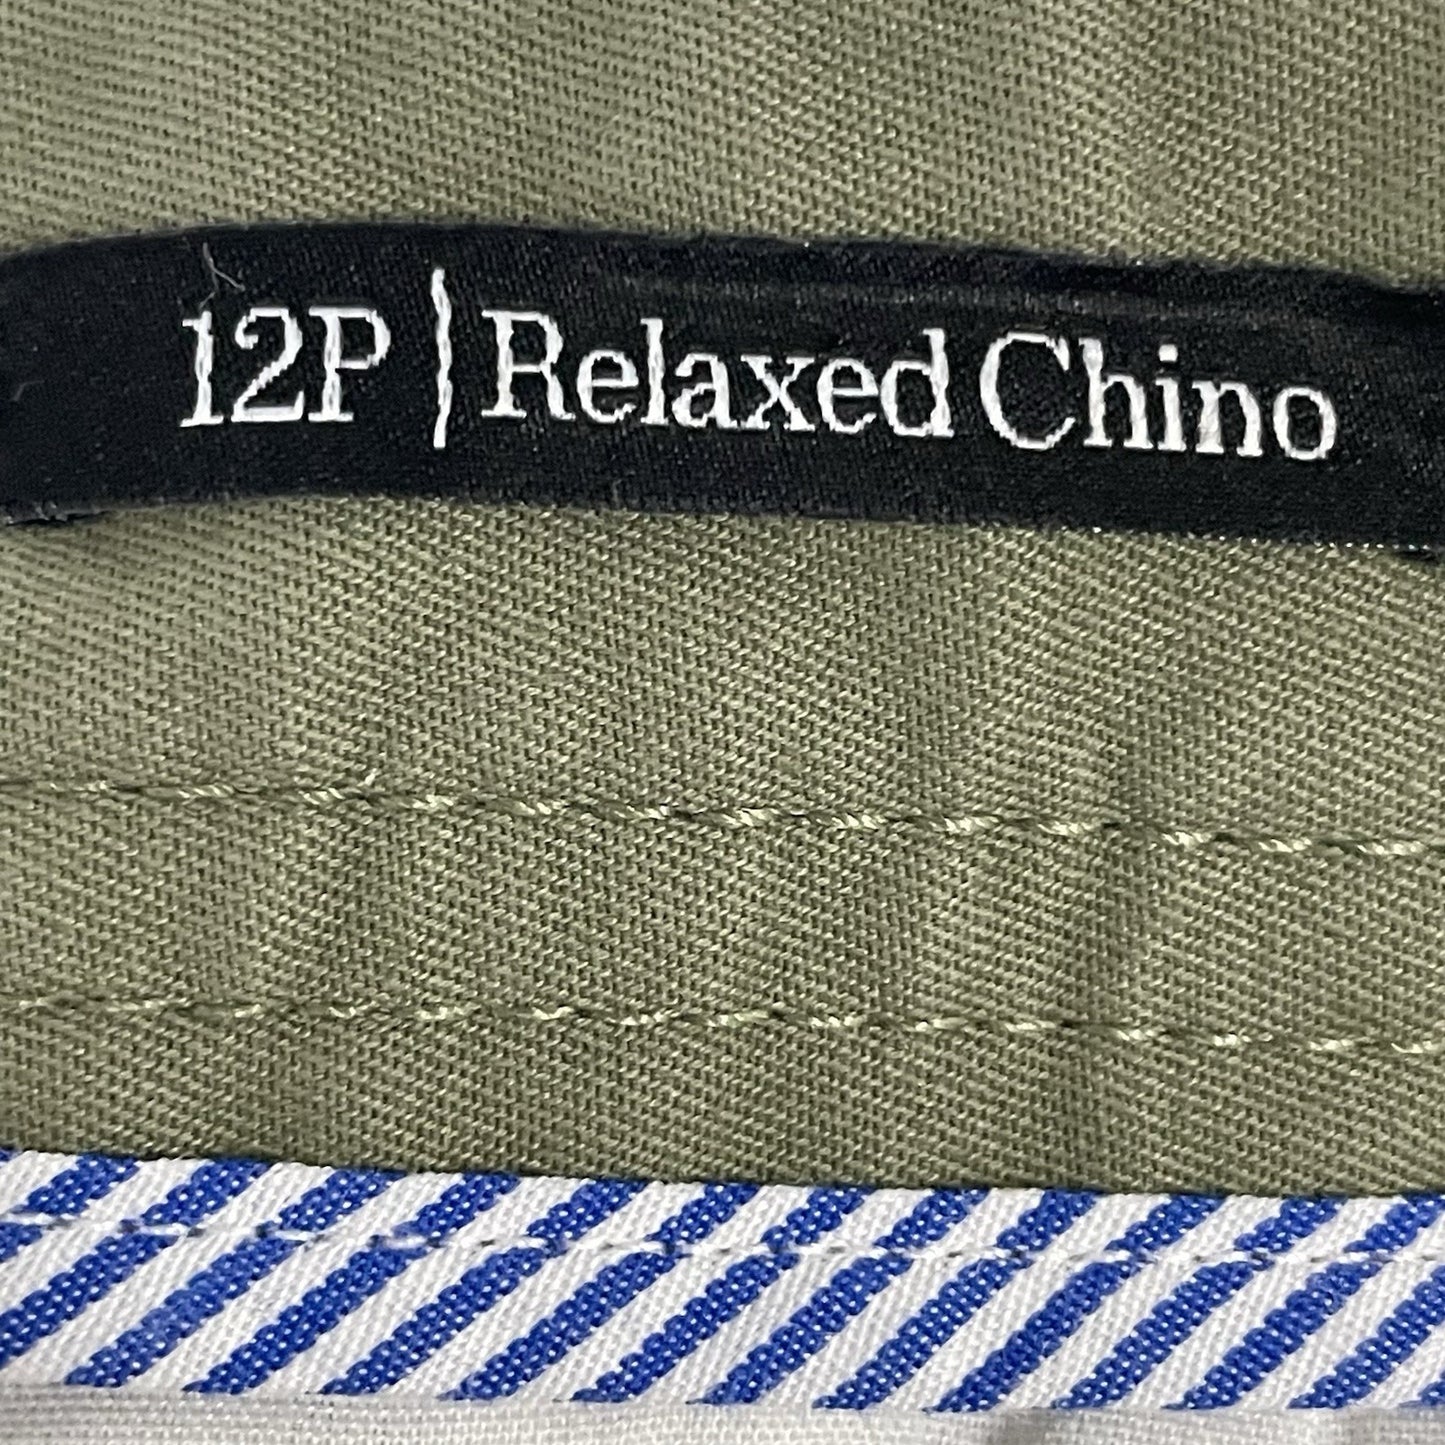 12P | Relaxed Chino